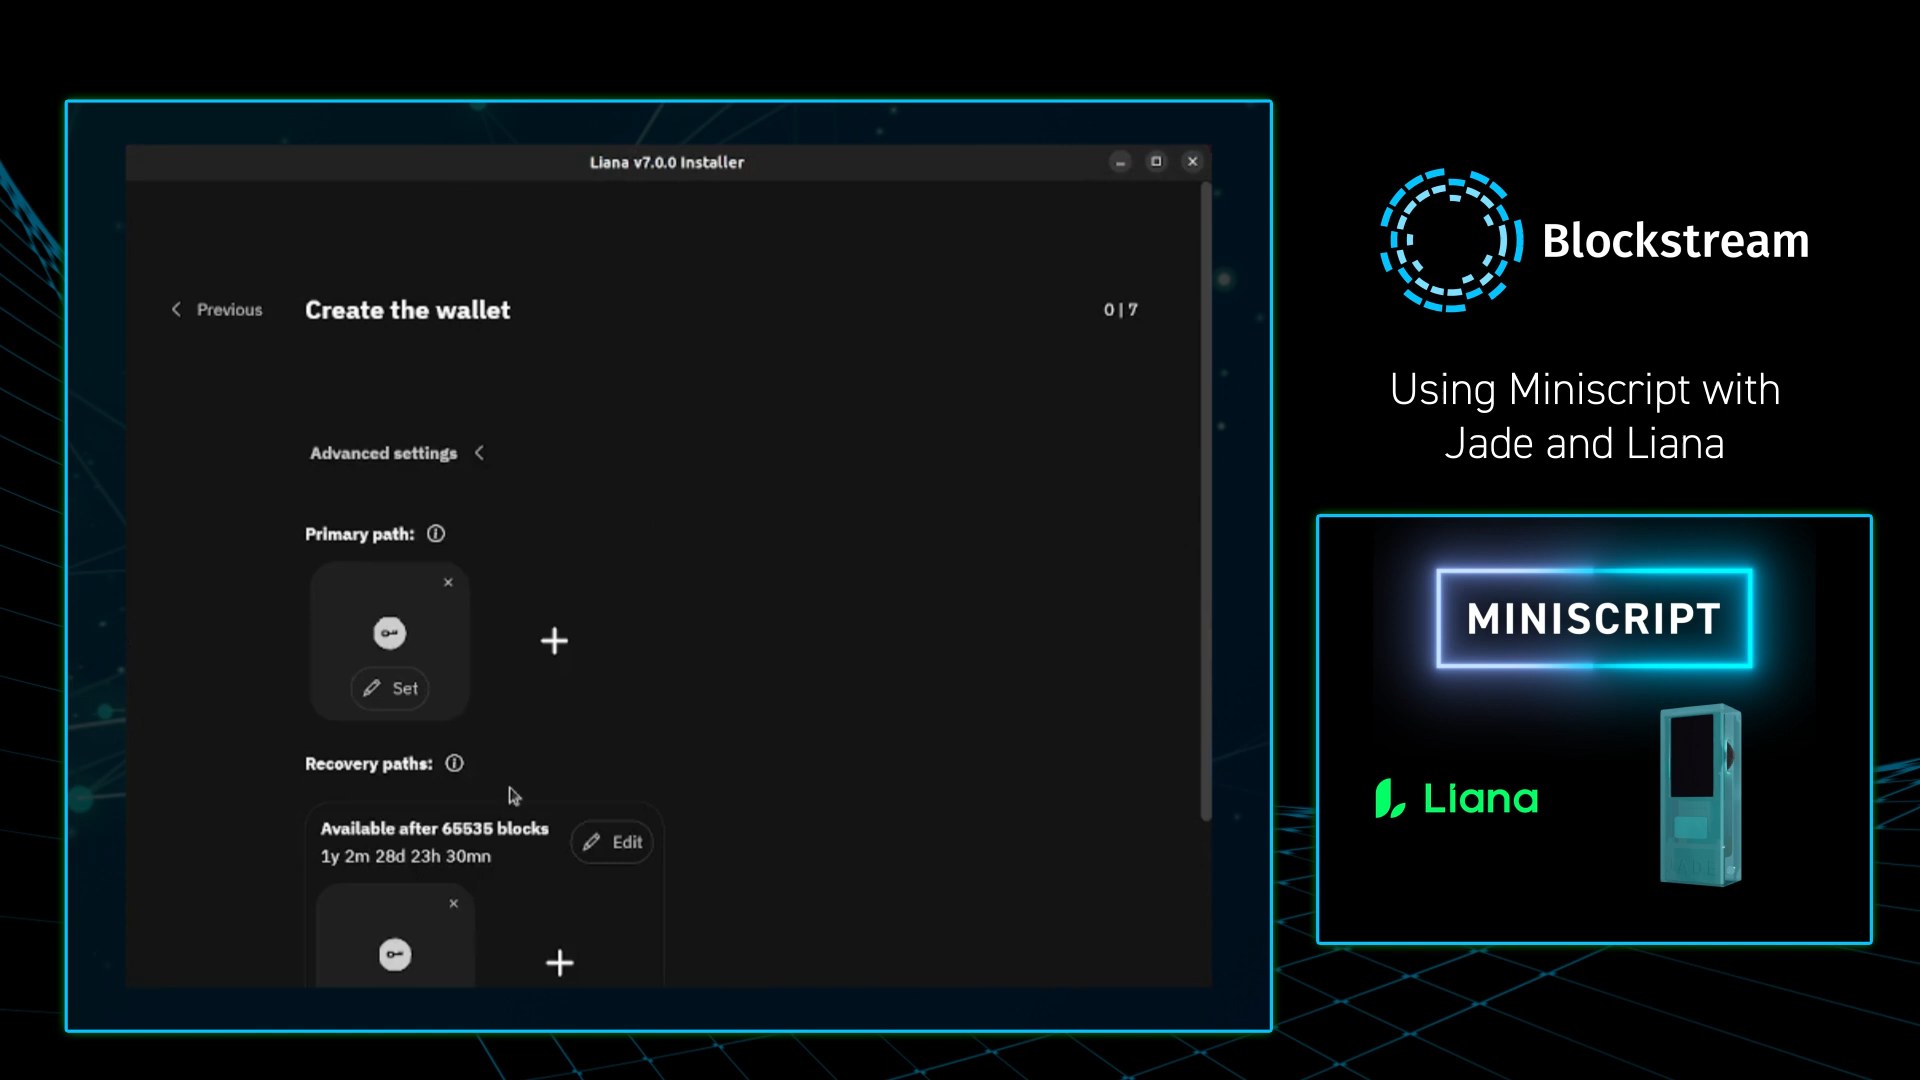 Liana v7.0.0 Installer
Previous
Create the wallet
0 | 7
Advanced settings
Primary path:
Set
Recovery paths:
Available after 65535 blocks
Edit
1y 2m 28d 23h 30mn
Blockstream
Using Miniscript with
Jade and Liana
MINISCRIPT
Liana
JADE